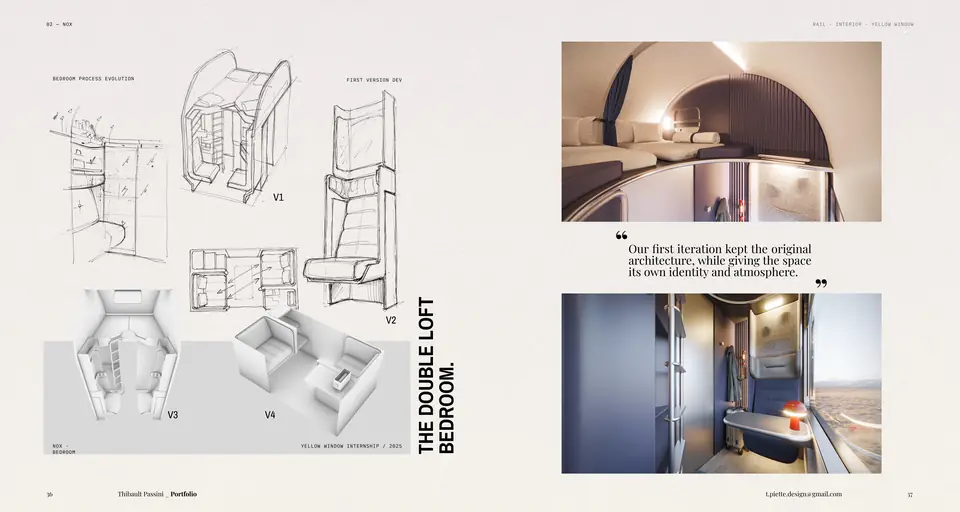 02 — NOX
RAIL · INTERIOR · YELLOW WINDOW
BEDROOM PROCESS EVOLUTION
FIRST VERSION DEV
V1
V2
V3
V4
NOX -
BEDROOM
YELLOW WINDOW INTERNSHIP / 2025
THE DOUBLE LOFT
BEDROOM.
“
Our first iteration kept the original
architecture, while giving the space
its own identity and atmosphere.
”
36
Thibault Passini _ Portfolio
t.piette.design@gmail.com
37